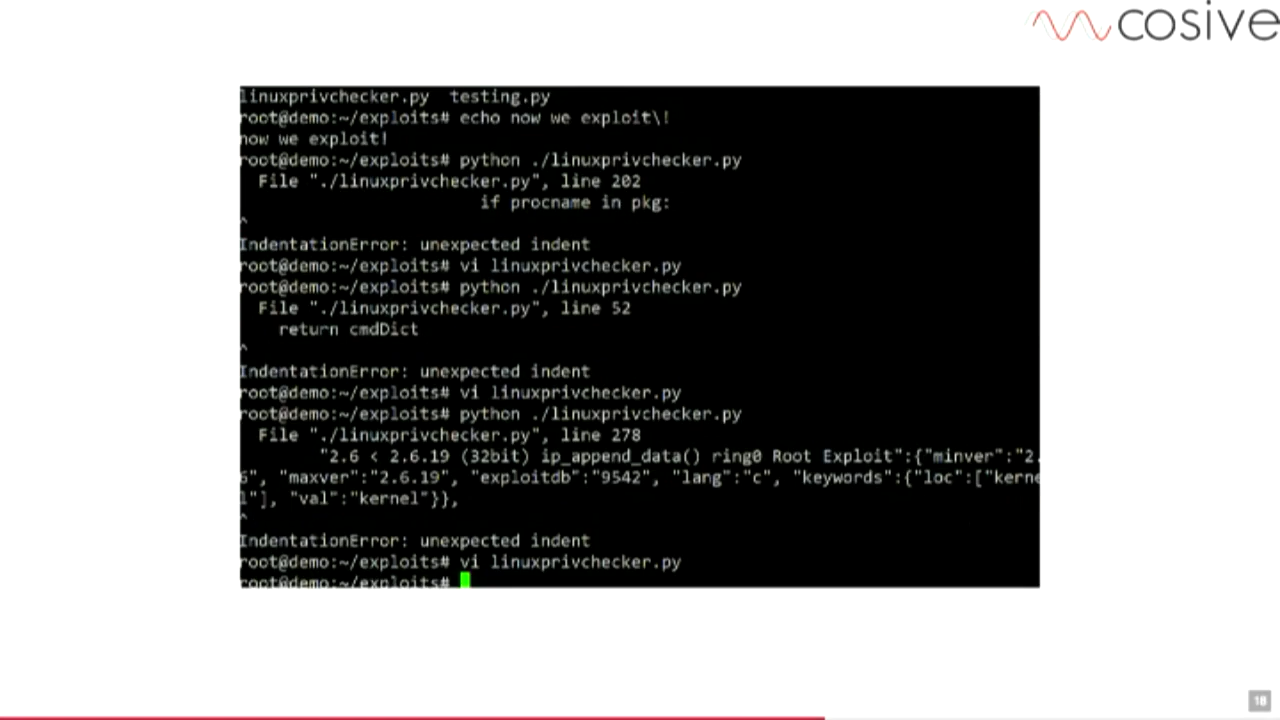 cosive
linuxprivchecker.py  testing.py
root@demo:~/exploits# echo now we exploit\!
now we exploit!
root@demo:~/exploits# python ./linuxprivchecker.py
  File "./linuxprivchecker.py", line 202
                        if procname in pkg:
^
IndentationError: unexpected indent
root@demo:~/exploits# vi linuxprivchecker.py
root@demo:~/exploits# python ./linuxprivchecker.py
  File "./linuxprivchecker.py", line 52
    return cmdDict
^
IndentationError: unexpected indent
root@demo:~/exploits# vi linuxprivchecker.py
root@demo:~/exploits# python ./linuxprivchecker.py
  File "./linuxprivchecker.py", line 278
        "2.6 < 2.6.19 (32bit) ip_append_data() ring0 Root Exploit":{"minver":"2.
6", "maxver":"2.6.19", "exploitdb":"9542", "lang":"c", "keywords":{"loc":["kerne
l"], "val":"kernel"}},
^
IndentationError: unexpected indent
root@demo:~/exploits# vi linuxprivchecker.py
root@demo:~/exploits#
18